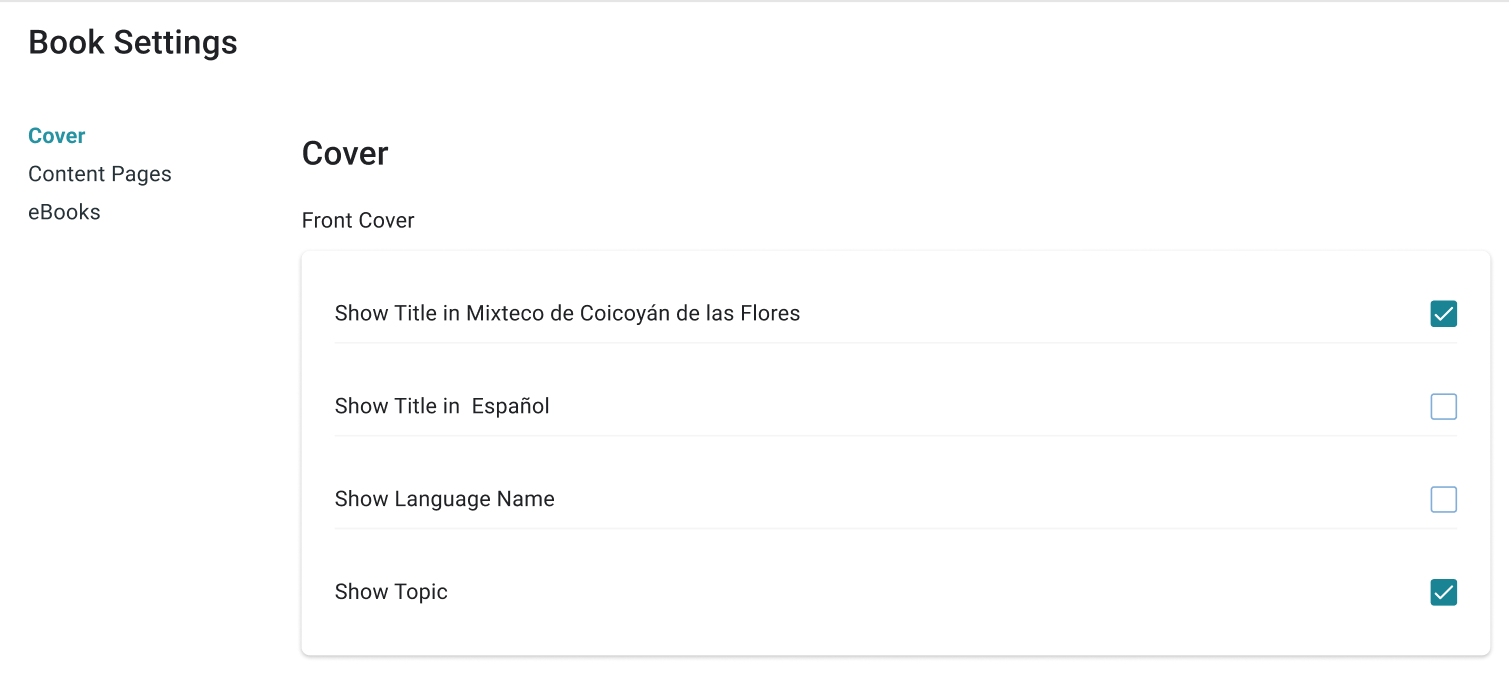 Book Settings
Cover
Content Pages
eBooks
Cover
Front Cover
Show Title in Mixteco de Coicoyán de las Flores
Show Title in  Español
Show Language Name
Show Topic